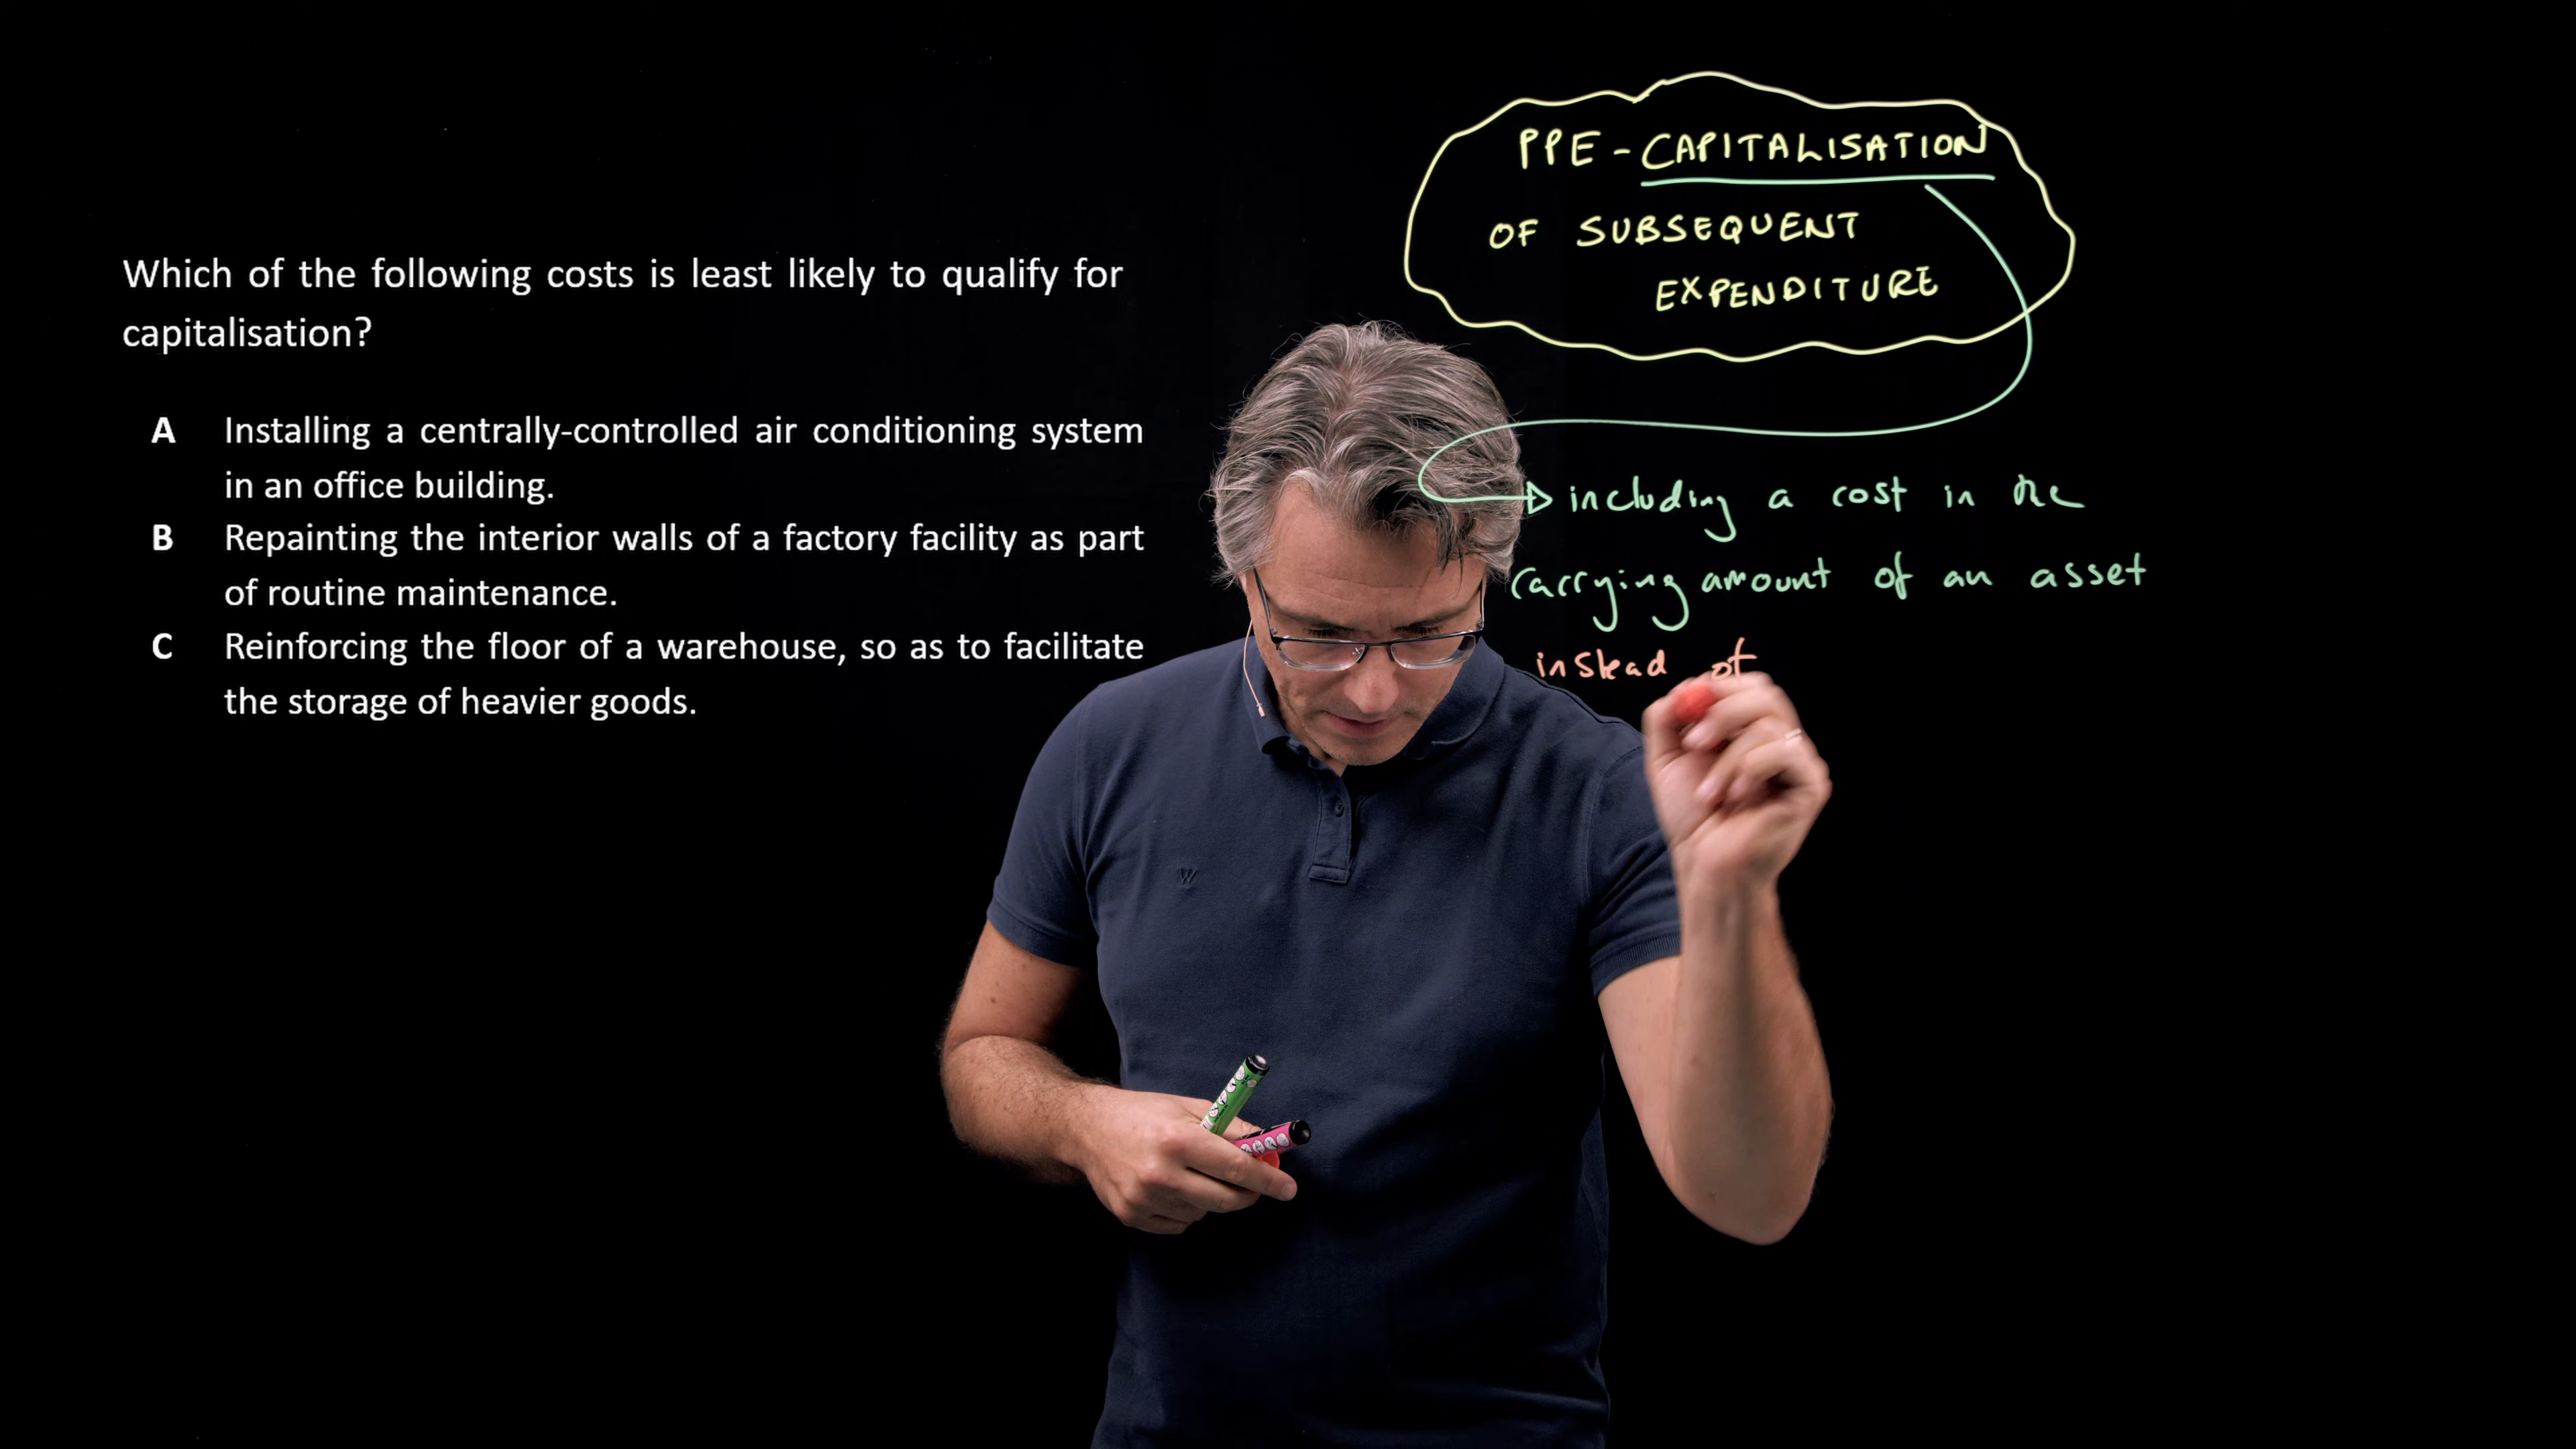 Which of the following costs is least likely to qualify for
capitalisation?
A Installing a centrally-controlled air conditioning system
in an office building.
B Repainting the interior walls of a factory facility as part
of routine maintenance.
C Reinforcing the floor of a warehouse, so as to facilitate
the storage of heavier goods.
PPE - CAPITALISATION
OF SUBSEQUENT
EXPENDITURE
including a cost in the
carrying amount of an asset
instead of
W